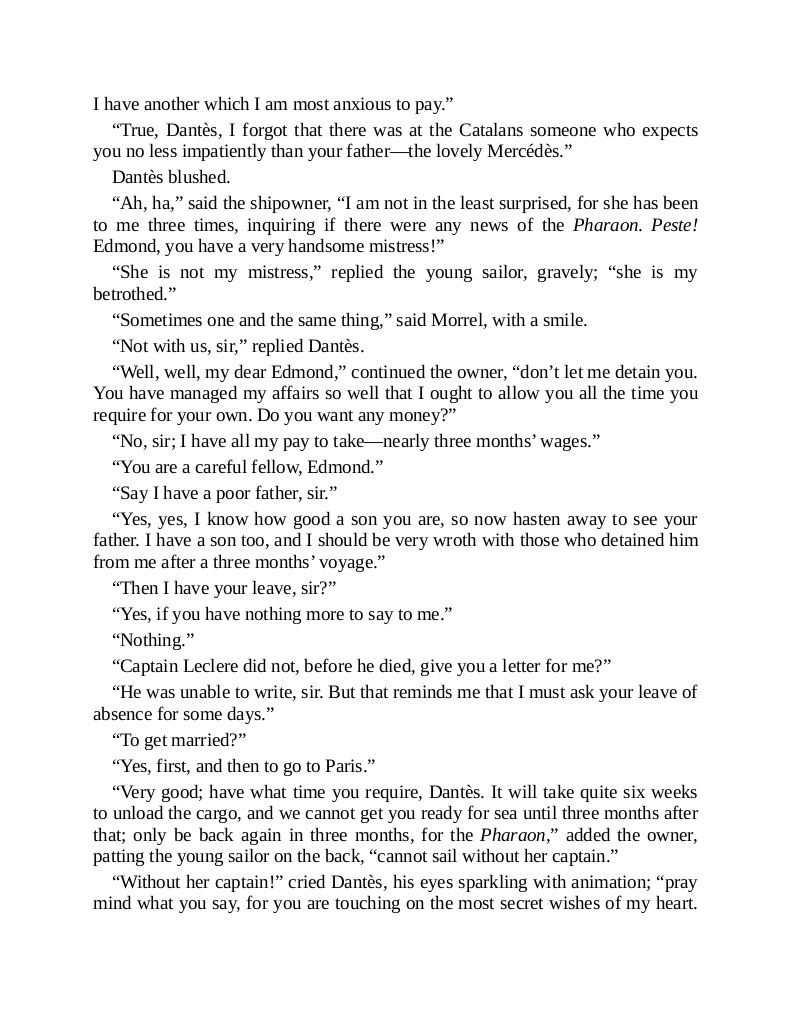 I have another which I am most anxious to pay.”
“True, Dantès, I forgot that there was at the Catalans someone who expects
you no less impatiently than your father—the lovely Mercédès.”
Dantès blushed.
“Ah, ha,” said the shipowner, “I am not in the least surprised, for she has been
to me three times, inquiring if there were any news of the Pharaon. Peste!
Edmond, you have a very handsome mistress!”
“She is not my mistress,” replied the young sailor, gravely; “she is my
betrothed.”
“Sometimes one and the same thing,” said Morrel, with a smile.
“Not with us, sir,” replied Dantès.
“Well, well, my dear Edmond,” continued the owner, “don’t let me detain you.
You have managed my affairs so well that I ought to allow you all the time you
require for your own. Do you want any money?”
“No, sir; I have all my pay to take—nearly three months’ wages.”
“You are a careful fellow, Edmond.”
“Say I have a poor father, sir.”
“Yes, yes, I know how good a son you are, so now hasten away to see your
father. I have a son too, and I should be very wroth with those who detained him
from me after a three months’ voyage.”
“Then I have your leave, sir?”
“Yes, if you have nothing more to say to me.”
“Nothing.”
“Captain Leclere did not, before he died, give you a letter for me?”
“He was unable to write, sir. But that reminds me that I must ask your leave of
absence for some days.”
“To get married?”
“Yes, first, and then to go to Paris.”
“Very good; have what time you require, Dantès. It will take quite six weeks
to unload the cargo, and we cannot get you ready for sea until three months after
that; only be back again in three months, for the Pharaon,” added the owner,
patting the young sailor on the back, “cannot sail without her captain.”
“Without her captain!” cried Dantès, his eyes sparkling with animation; “pray
mind what you say, for you are touching on the most secret wishes of my heart.